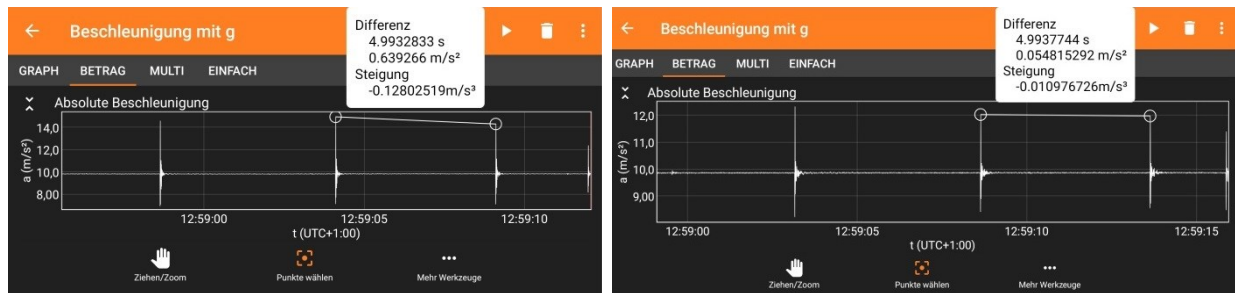 Beschleunigung mit g
Differenz
4.9932833 s
0.639266 m/s²
Steigung
-0.12802519m/s³
GRAPH BETRAG MULTI EINFACH
Absolute Beschleunigung
a (m/s²)
14,0
12,0
10,0
8,00
12:59:00 12:59:05 12:59:10
t (UTC+1:00)
Ziehen/Zoom Punkte wählen Mehr Werkzeuge
Beschleunigung mit g
Differenz
4.9937744 s
0.054815292 m/s²
Steigung
-0.010976726m/s³
GRAPH BETRAG MULTI EINFACH
Absolute Beschleunigung
a (m/s²)
12,0
11,0
10,0
9,00
12:59:00 12:59:05 12:59:10 12:59:15
t (UTC+1:00)
Ziehen/Zoom Punkte wählen Mehr Werkzeuge